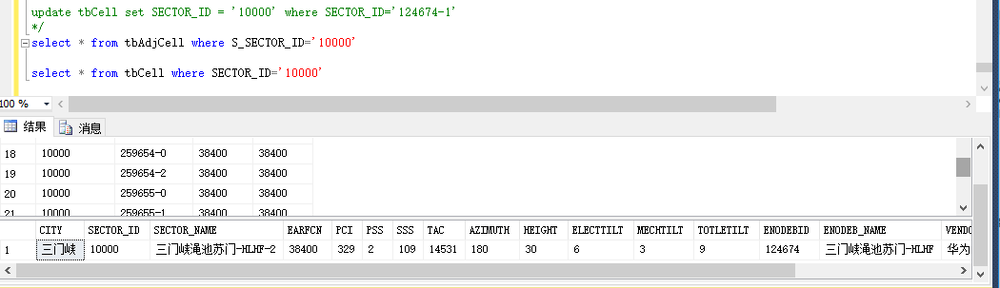 update tbCell set SECTOR_ID = '10000' where SECTOR_ID='124674-1'
*/
select * from tbAdjCell where S_SECTOR_ID='10000'
select * from tbCell where SECTOR_ID='10000'
100 %
结果 消息
18 10000 259654-0 38400 38400
19 10000 259654-2 38400 38400
20 10000 259655-0 38400 38400
21 10000 259655-1 38400 38400
CITY SECTOR_ID SECTOR_NAME EARFCN PCI PSS SSS TAC AZIMUTH HEIGHT ELECTTILT MECHTILT TOTLETILT ENODEBID ENODEB_NAME VENDO
1 三门峡 10000 三门峡渑池苏门-HLHF-2 38400 329 2 109 14531 180 30 6 3 9 124674 三门峡渑池苏门-HLHF 华为